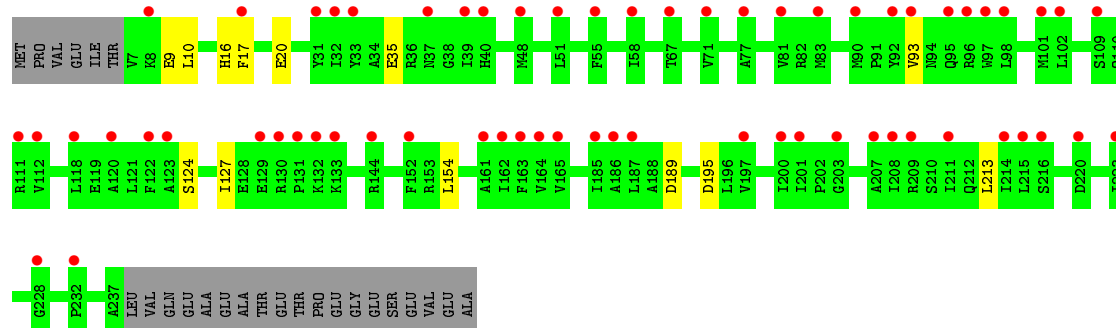 MET PRO VAL GLU ILE THR V7 K8 E9 L10 H16 F17 E20 Y31 I32 Y33 A34 E35 R36 N37 G38 I39 H40 M48 L51 F55 I58 T67 V71 A77 V81 R82 M83 M90 P91 Y92 V93 N94 Q95 R96 W97 L98 M101 L102 S109
R111 V112 L118 E119 A120 L121 F122 A123 S124 I127 E128 E129 R130 P131 K132 K133 R144 F152 R153 L154 A161 I162 F163 V164 V165 I185 A186 L187 A188 D189 D195 L196 V197 I200 I201 P202 G203 A207 I208 R209 S210 I211 Q212 L213 I214 L215 S216 D220
G228 P232 A237 LEU VAL GLN GLU ALA GLU ALA THR GLU THR PRO GLU GLY GLU SER GLU VAL GLU ALA